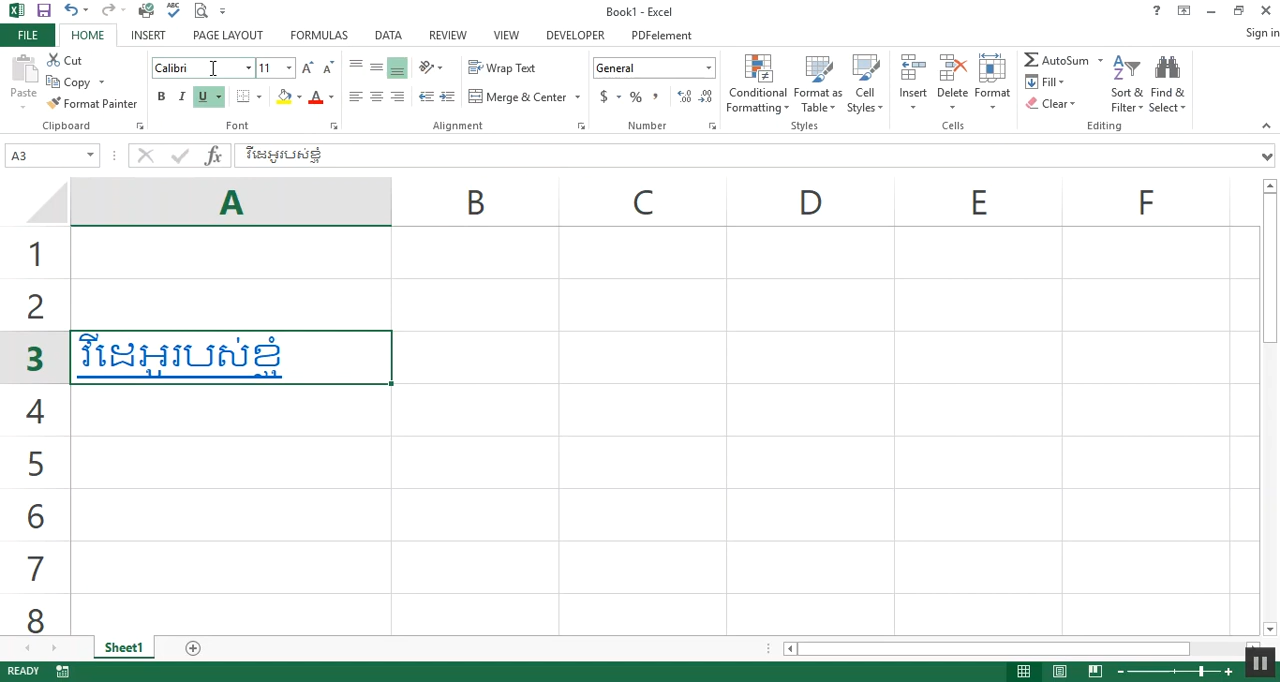 Book1 - Excel
Sign in
FILE HOME INSERT PAGE LAYOUT FORMULAS DATA REVIEW VIEW DEVELOPER PDFelement
Paste Cut Copy Format Painter Clipboard
Calibri 11 B I U Font
Wrap Text Merge & Center Alignment
General $ % , Number
Conditional Formatting Format as Table Cell Styles Styles
Insert Delete Format Cells
AutoSum Fill Clear Sort & Filter Find & Select Editing
A3 fx វីដេអូរបស់ខ្ញុំ
A B C D E F
1
2
3 វីដេអូរបស់ខ្ញុំ
4
5
6
7
8
Sheet1
READY